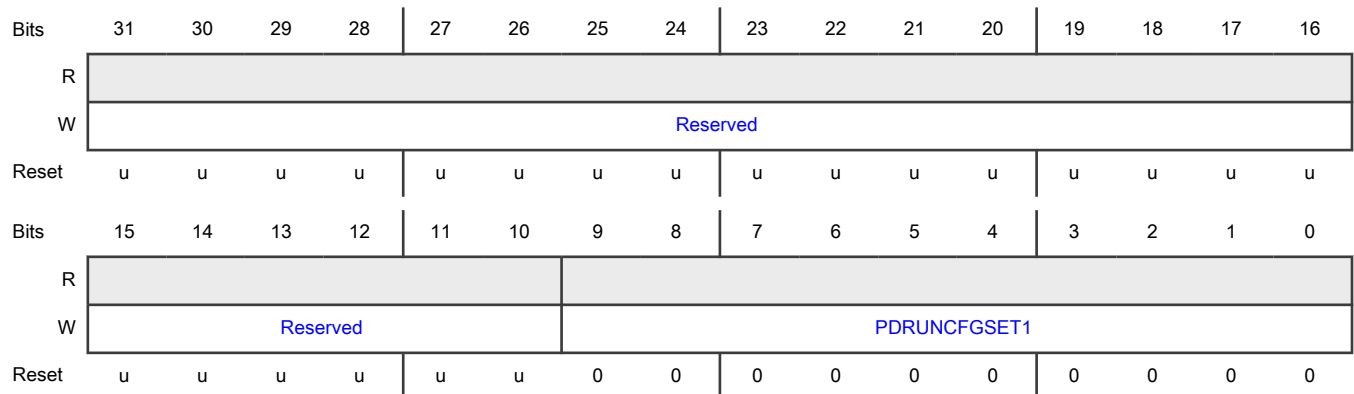 Bits 31 30 29 28 27 26 25 24 23 22 21 20 19 18 17 16
R
W Reserved
Reset u u u u u u u u u u u u u u u u
Bits 15 14 13 12 11 10 9 8 7 6 5 4 3 2 1 0
R
W Reserved PDRUNCFGSET1
Reset u u u u u u 0 0 0 0 0 0 0 0 0 0